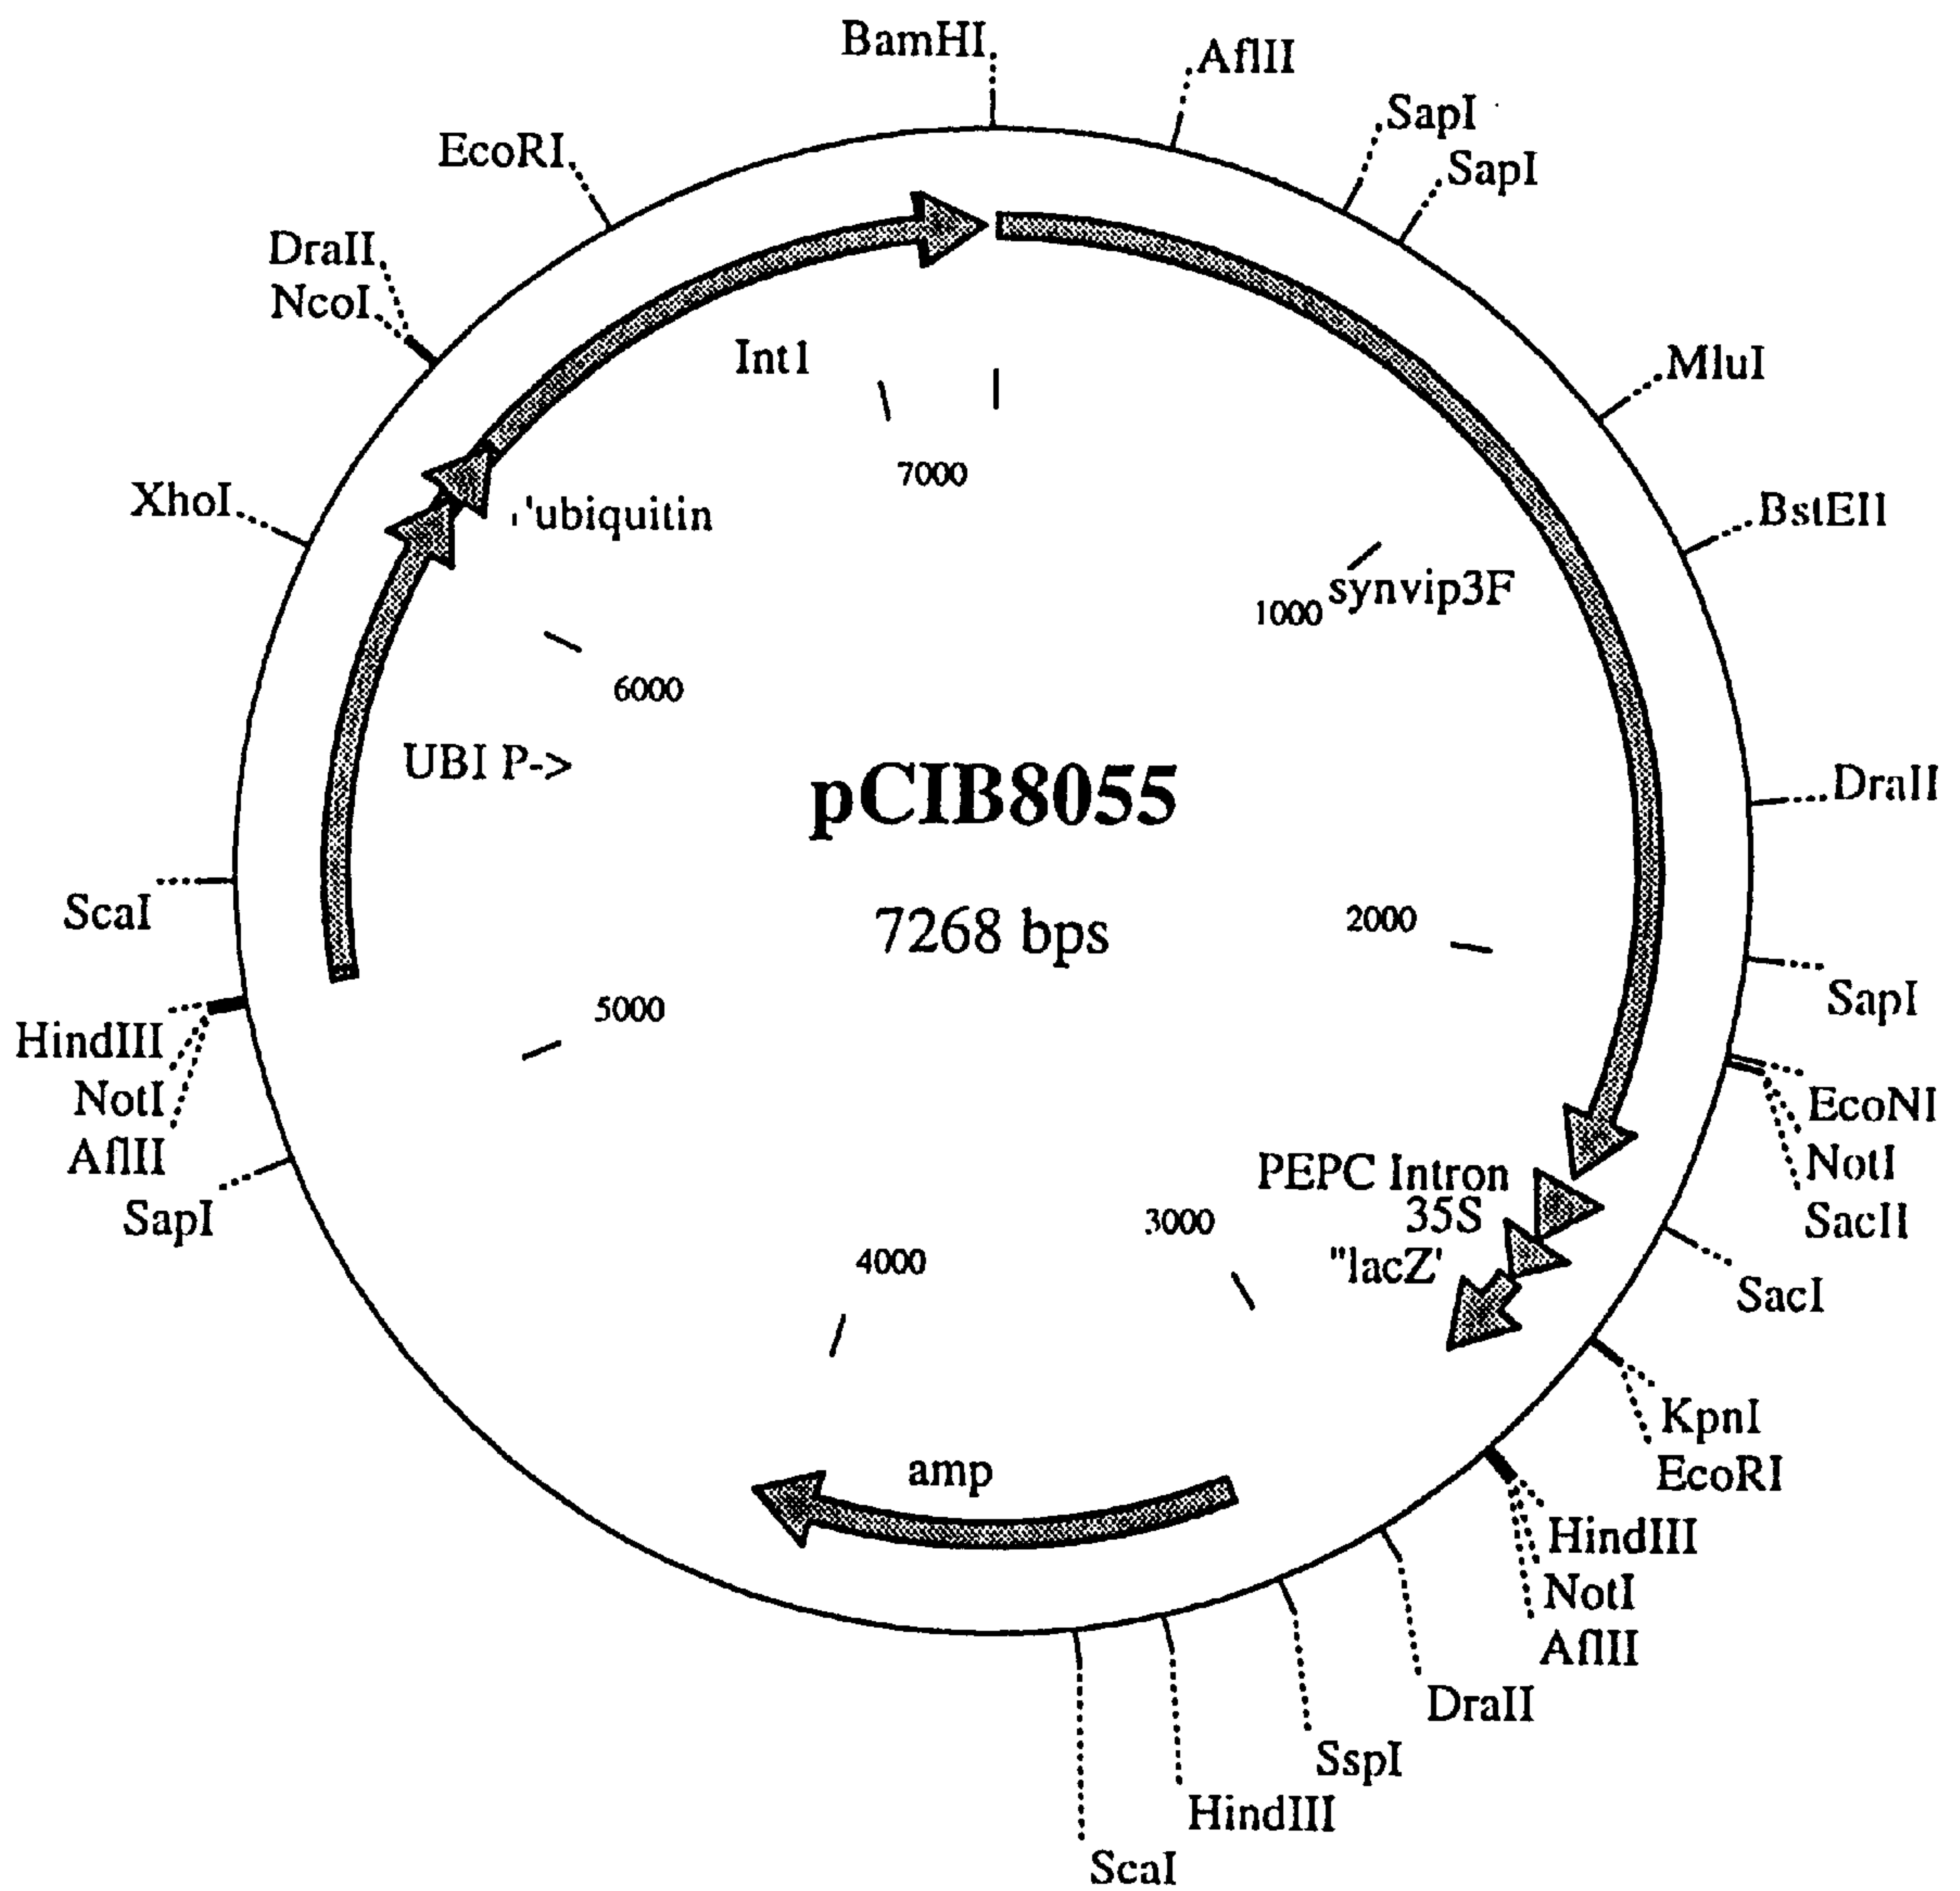 BamHI
AflII
SapI
SapI
EcoRI
DraII
NcoI
Int1
MluI
7000
XhoI
'ubiquitin
BstEII
synvip3F
1000
6000
UBI P->
pCIB8055
DraII
ScaI
7268 bps
2000
5000
SapI
HindIII
NotI
AflII
SapI
EcoNI
NotI
SacII
PEPC Intron
35S
3000
"lacZ'
4000
SacI
KpnI
EcoRI
amp
HindIII
NotI
AflII
DraII
SspI
HindIII
ScaI